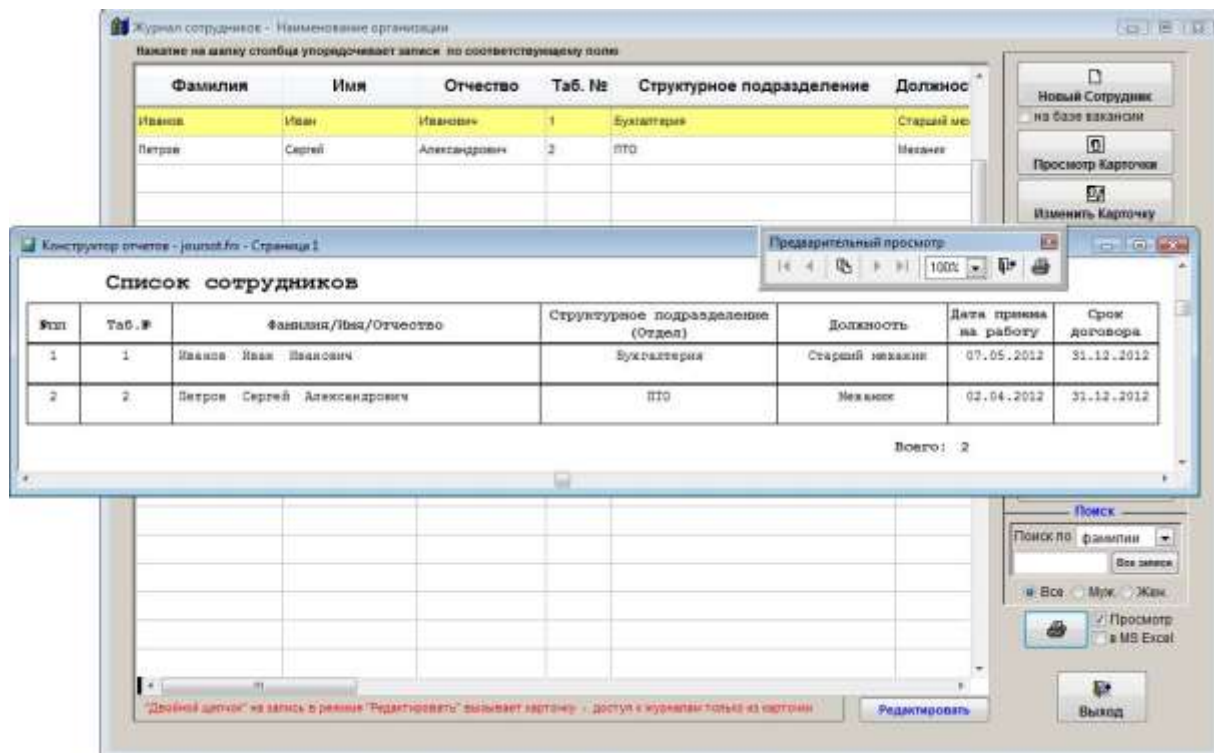 Журнал сотрудников - Наименование организации
Нажатие на шапку столбца упорядочивает записи по соответствующему полю
Фамилия Имя Отчество Таб. № Структурное подразделение Должнос
Иванов Иван Иванович 1 Бухгалтерия Старший мех
Петров Сергей Александрович 2 ПТО Механик
Новый Сотрудник
на базе вакансии
Просмотр Карточки
Изменить Карточку
Конструктор отчетов - joursot.frx - Страница 1
Предварительный просмотр
100%
Список сотрудников
№пп Таб.№ Фамилия/Имя/Отчество Структурное подразделение (Отдел) Должность Дата приема на работу Срок договора
1 1 Иванов Иван Иванович Бухгалтерия Старший механик 07.05.2012 31.12.2012
2 2 Петров Сергей Александрович ПТО Механик 02.04.2012 31.12.2012
Всего: 2
Поиск
Поиск по фамилии
Все записи
Все Муж. Жен.
Просмотр
в MS Excel
"Двойной щелчок" на запись в режиме "Редактировать" вызывает карточку - доступ к журналам только из карточки
Редактировать
Выход